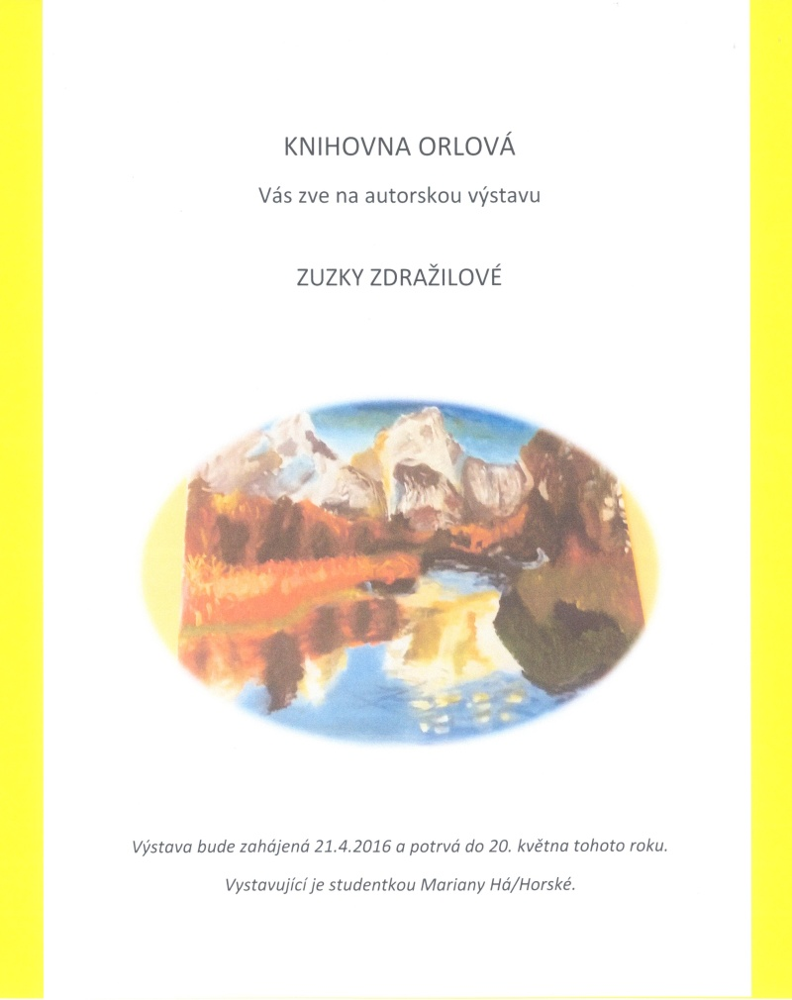 KNIHOVNA ORLOVÁ
Vás zve na autorskou výstavu
ZUZKY ZDRAŽILOVÉ
Výstava bude zahájená 21.4.2016 a potrvá do 20. května tohoto roku.
Vystavující je studentkou Mariany Há/Horské.